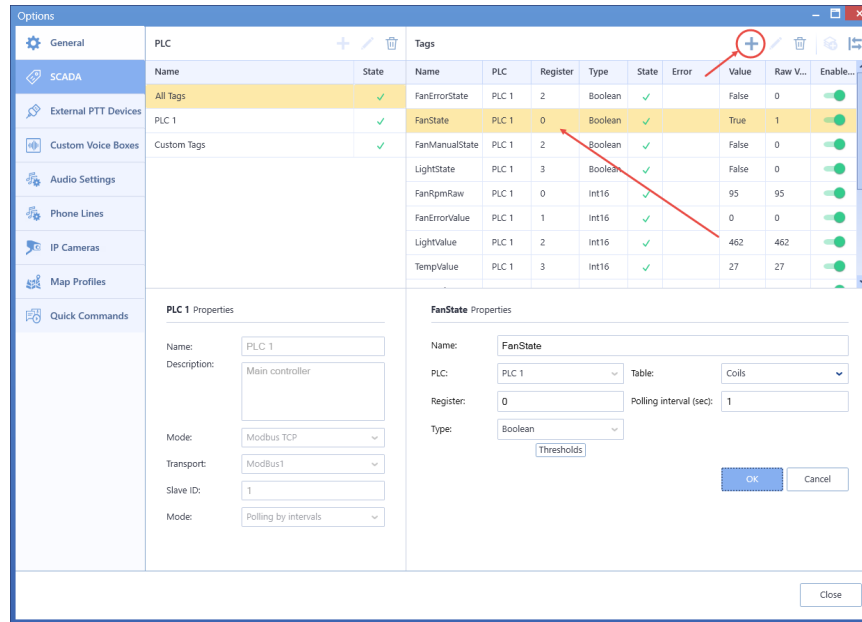 Options
General
SCADA
External PTT Devices
Custom Voice Boxes
Audio Settings
Phone Lines
IP Cameras
Map Profiles
Quick Commands
PLC
Name State
All Tags
PLC 1
Custom Tags
Tags
Name PLC Register Type State Error Value Raw V... Enable...
FanErrorState PLC 1 2 Boolean False 0
FanState PLC 1 0 Boolean True 1
FanManualState PLC 1 2 Boolean False 0
LightState PLC 1 3 Boolean False 0
FanRpmRaw PLC 1 0 Int16 95 95
FanErrorValue PLC 1 1 Int16 0 0
LightValue PLC 1 2 Int16 462 462
TempValue PLC 1 3 Int16 27 27
PLC 1 Properties
Name: PLC 1
Description: Main controller
Mode: Modbus TCP
Transport: ModBus1
Slave ID: 1
Mode: Polling by intervals
FanState Properties
Name: FanState
PLC: PLC 1 Table: Coils
Register: 0 Polling interval (sec): 1
Type: Boolean
Thresholds
OK Cancel
Close